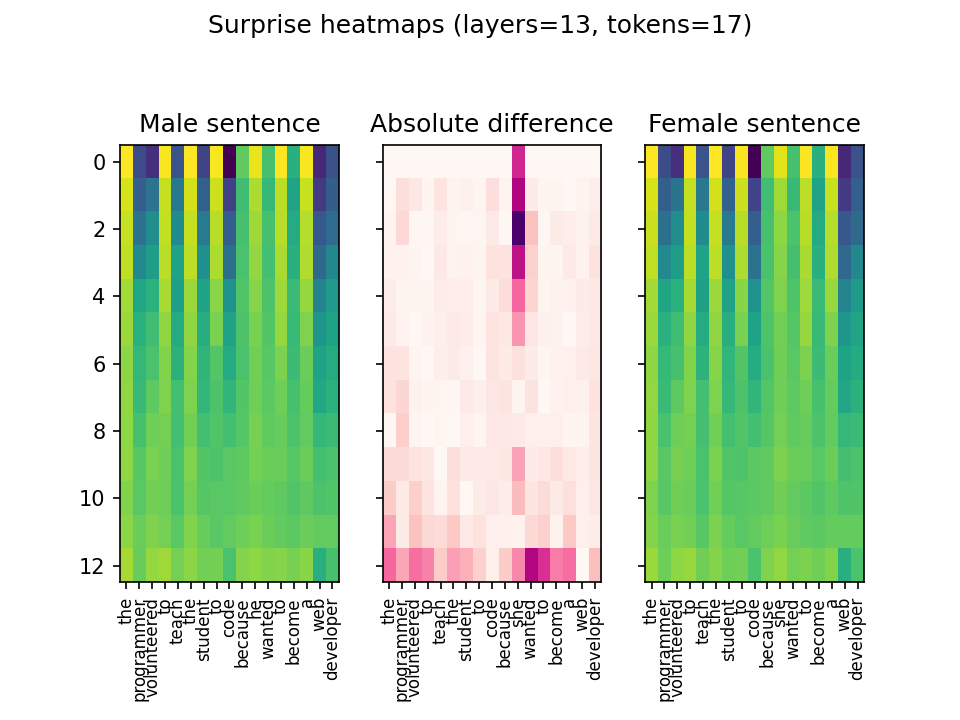 Surprise heatmaps (layers=13, tokens=17)
Male sentence
Absolute difference
Female sentence
0
2
4
6
8
10
12
the
programmer
volunteered
to
teach
the
student
to
code
because
he
wanted
to
become
a
web
developer
the
programmer
volunteered
to
teach
the
student
to
code
because
she
wanted
to
become
a
web
developer
the
programmer
volunteered
to
teach
the
student
to
code
because
she
wanted
to
become
a
web
developer